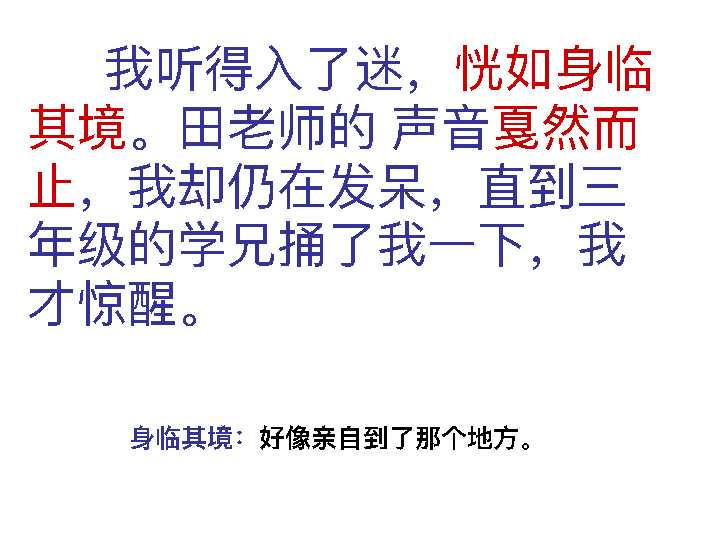 我听得入了迷，恍如身临
其境。田老师的 声音戛然而
止，我却仍在发呆，直到三
年级的学兄捅了我一下，我
才惊醒。
身临其境：好像亲自到了那个地方。